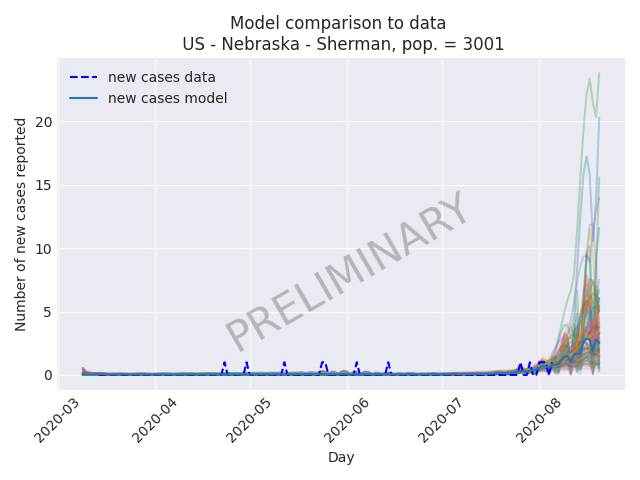 Model comparison to data
US - Nebraska - Sherman, pop. = 3001
new cases data
new cases model
Number of new cases reported
20
15
10
5
0
PRELIMINARY
2020-03
2020-04
2020-05
2020-06
2020-07
2020-08
Day